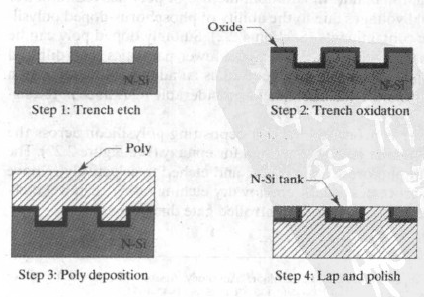 Oxide
N-Si
N-Si
Step 1: Trench etch
Step 2: Trench oxidation
Poly
N-Si tank
N-Si
Step 3: Poly deposition
Step 4: Lap and polish